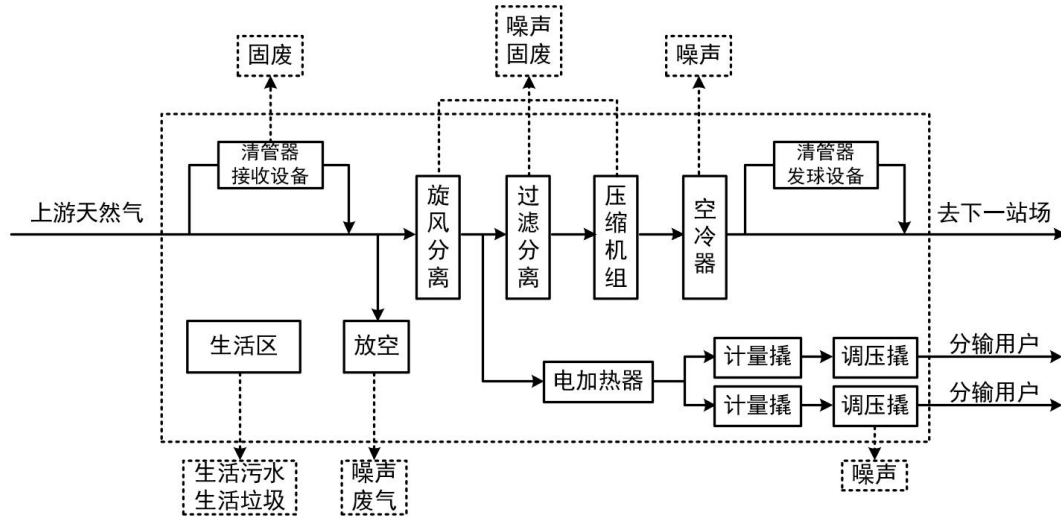 固废
噪声
固废
噪声
清管器
接收设备
清管器
发球设备
上游天然气
旋风分离
过滤分离
压缩机组
空冷器
去下一站场
生活区
放空
电加热器
计量撬
调压撬
分输用户
计量撬
调压撬
分输用户
生活污水
生活垃圾
噪声
废气
噪声